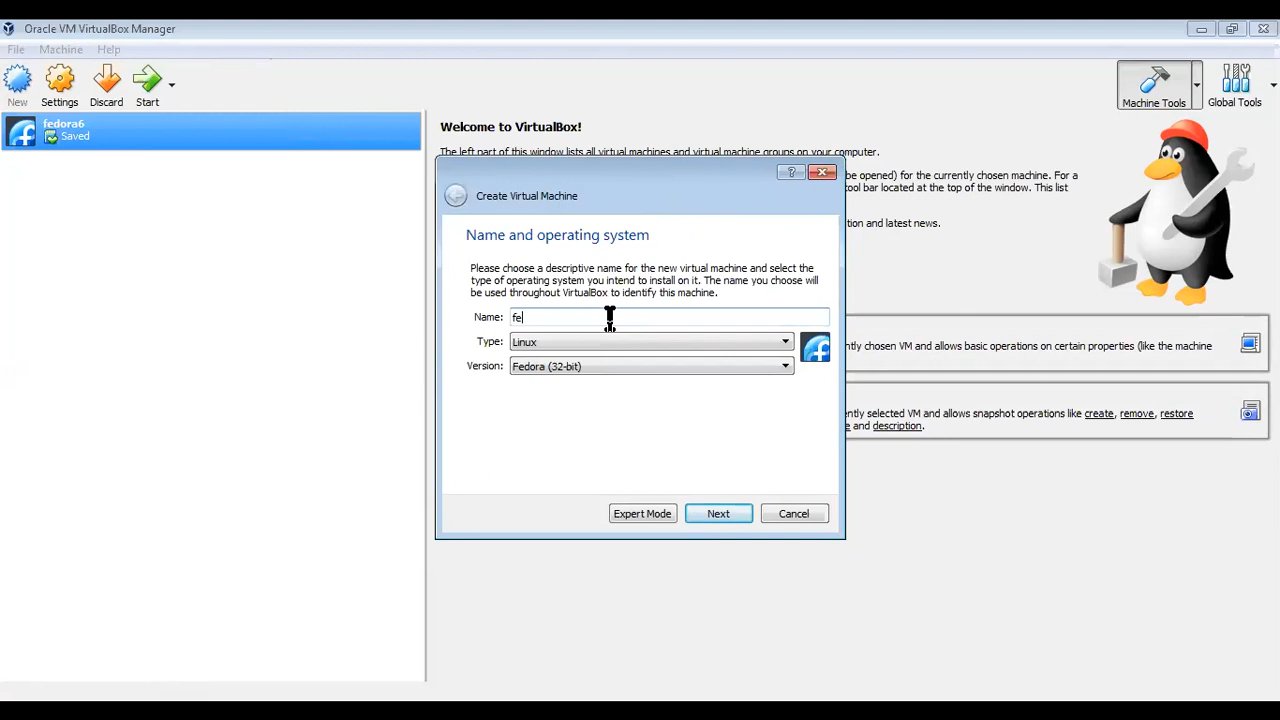 Oracle VM VirtualBox Manager
File Machine Help
New Settings Discard Start
Machine Tools Global Tools
fedora6
Saved
Welcome to VirtualBox!
The left part of this window lists all virtual machines and virtual machine groups on your computer.
be opened) for the currently chosen machine. For a
tool bar located at the top of the window. This list
tion and latest news.
Create Virtual Machine
Name and operating system
Please choose a descriptive name for the new virtual machine and select the
type of operating system you intend to install on it. The name you choose will
be used throughout VirtualBox to identify this machine.
Name: fe
Type: Linux
Version: Fedora (32-bit)
ntly chosen VM and allows basic operations on certain properties (like the machine
ntly selected VM and allows snapshot operations like create, remove, restore
and description.
Expert Mode Next Cancel